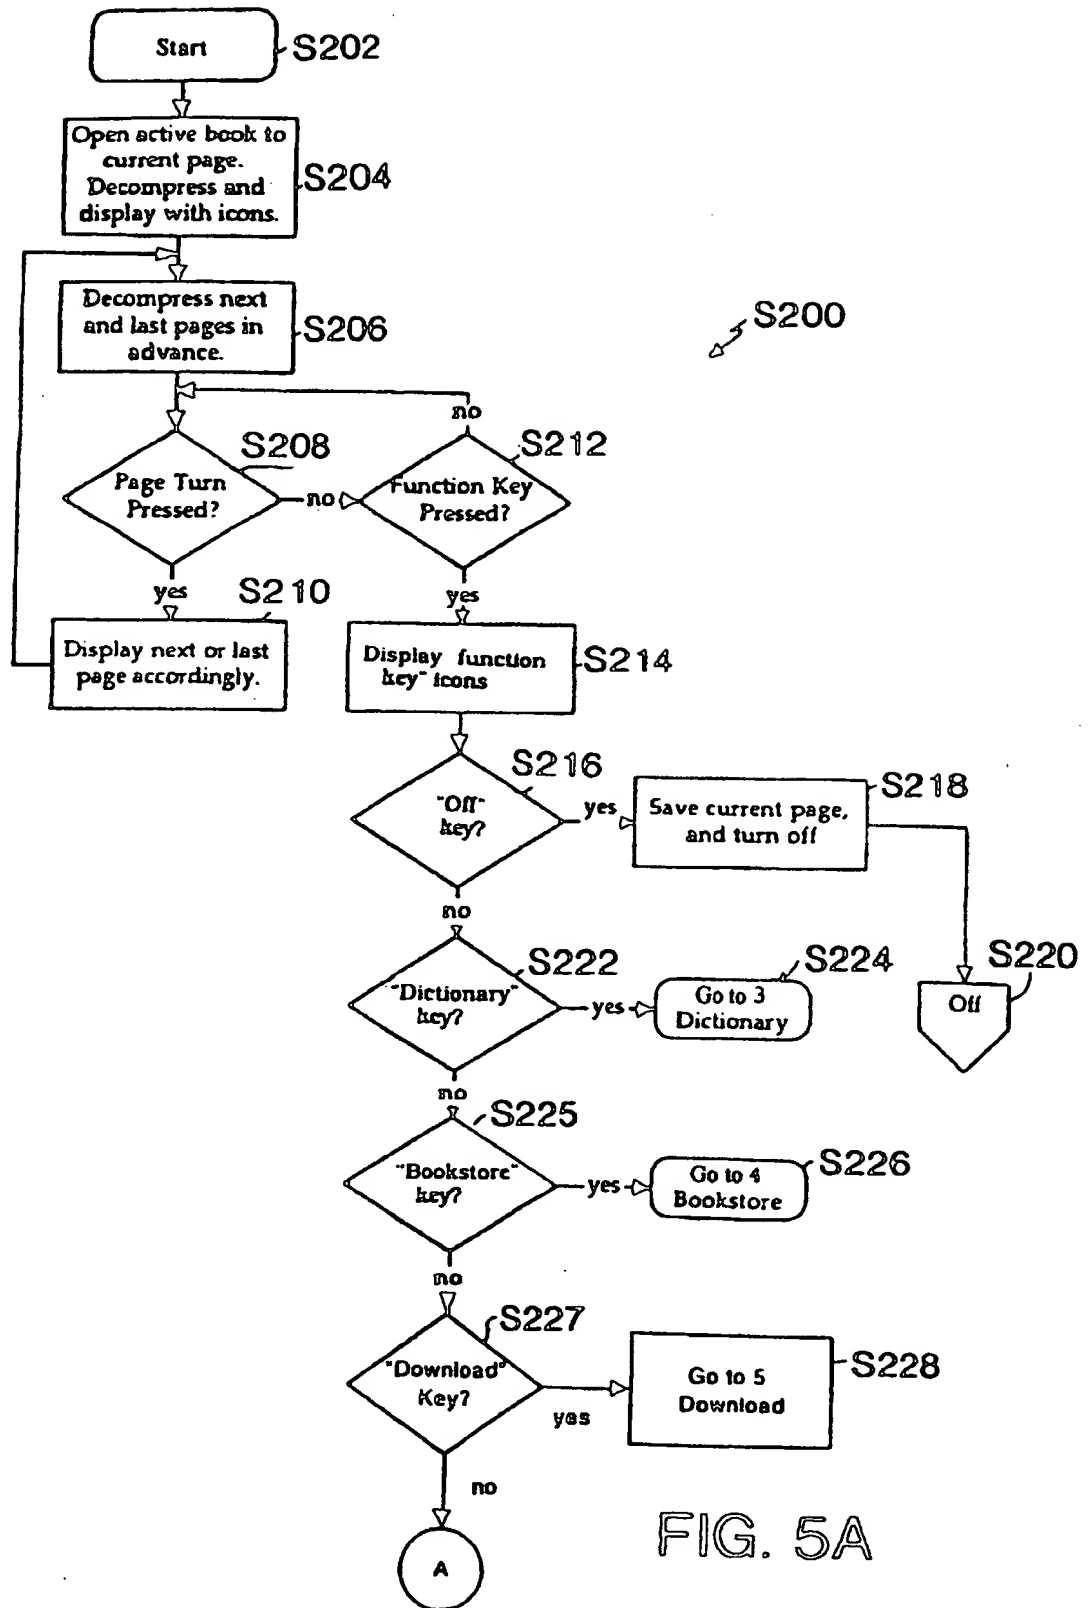 Start
S202
Open active book to
current page.
Decompress and
display with icons.
S204
Decompress next
and last pages in
advance.
S206
S200
no
S208
S212
Page Turn
Pressed?
no
Function Key
Pressed?
yes
S210
yes
Display next or last
page accordingly.
Display function
key" icons
S214
S216
"Off"
key?
yes
Save current page,
and turn off
S218
no
S222
"Dictionary"
key?
yes
Go to 3
Dictionary
S224
S220
Off
no
S225
"Bookstore"
key?
yes
Go to 4
Bookstore
S226
no
S227
"Download"
Key?
yes
Go to 5
Download
S228
no
A
FIG. 5A